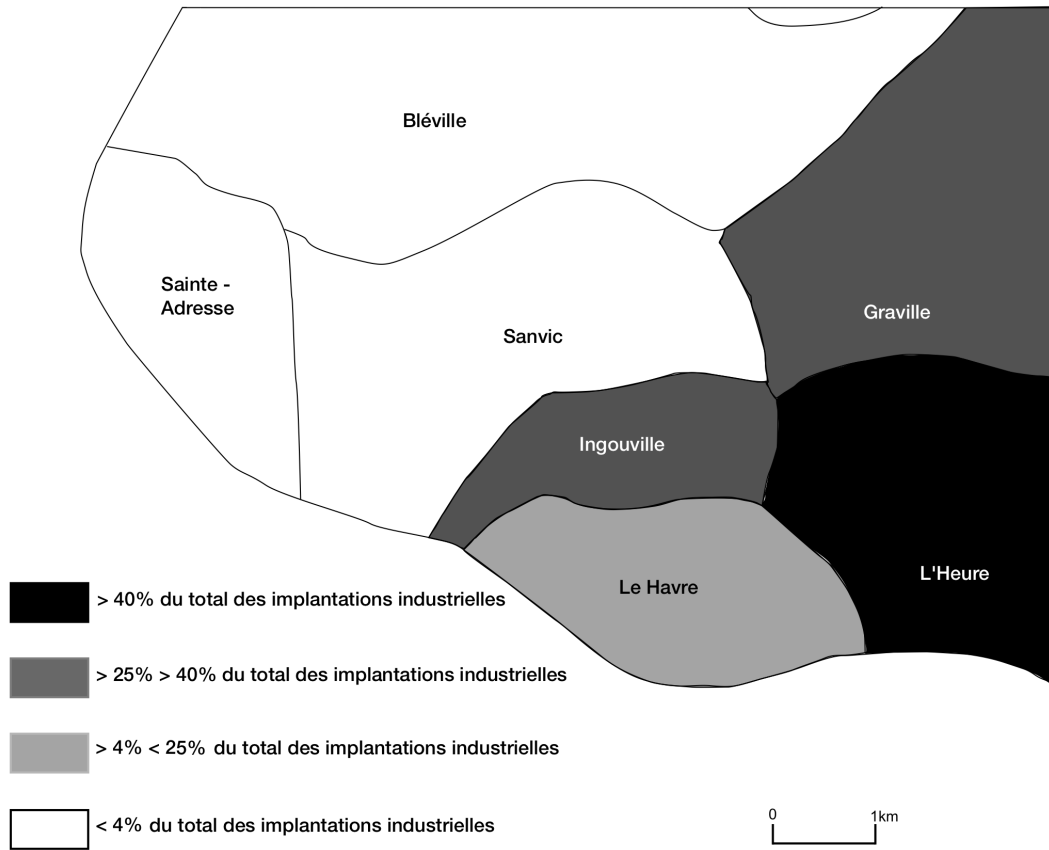 Bléville
Sainte -
Adresse
Graville
Sanvic
Ingouville
L'Heure
Le Havre
> 40% du total des implantations industrielles
> 25% > 40% du total des implantations industrielles
> 4% < 25% du total des implantations industrielles
< 4% du total des implantations industrielles
0 1km